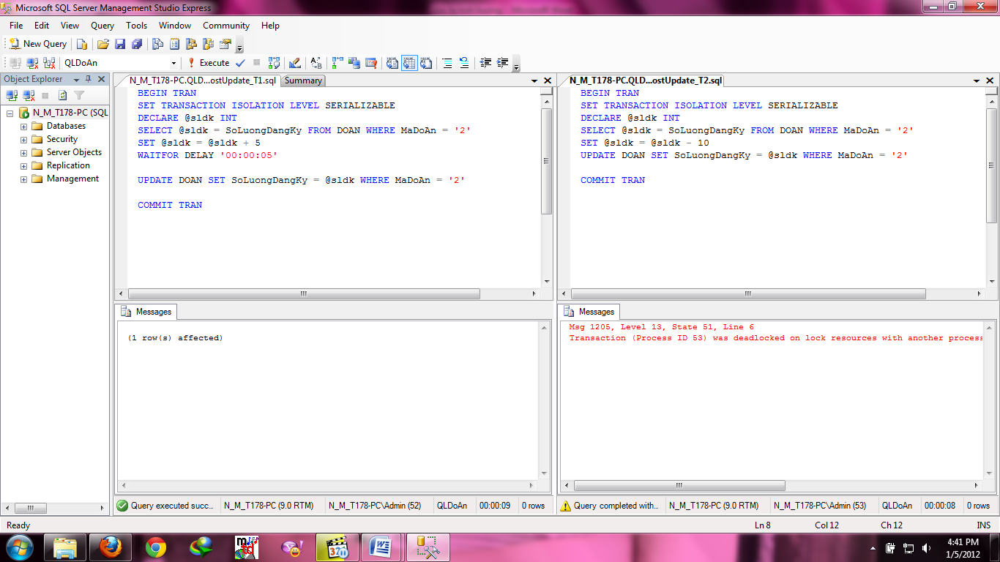 Microsoft SQL Server Management Studio Express
File Edit View Query Tools Window Community Help
New Query
QLDoAn Execute
Object Explorer
N_M_T178-PC (SQL
Databases
Security
Server Objects
Replication
Management
N_M_T178-PC.QLD...ostUpdate_T1.sql Summary
BEGIN TRAN
SET TRANSACTION ISOLATION LEVEL SERIALIZABLE
DECLARE @sldk INT
SELECT @sldk = SoLuongDangKy FROM DOAN WHERE MaDoAn = '2'
SET @sldk = @sldk + 5
WAITFOR DELAY '00:00:05'
UPDATE DOAN SET SoLuongDangKy = @sldk WHERE MaDoAn = '2'
COMMIT TRAN
Messages
(1 row(s) affected)
Query executed succ... N_M_T178-PC (9.0 RTM) N_M_T178-PC\Admin (52) QLDoAn 00:00:09 0 rows
N_M_T178-PC.QLD...ostUpdate_T2.sql
BEGIN TRAN
SET TRANSACTION ISOLATION LEVEL SERIALIZABLE
DECLARE @sldk INT
SELECT @sldk = SoLuongDangKy FROM DOAN WHERE MaDoAn = '2'
SET @sldk = @sldk - 10
UPDATE DOAN SET SoLuongDangKy = @sldk WHERE MaDoAn = '2'
COMMIT TRAN
Messages
Msg 1205, Level 13, State 51, Line 6
Transaction (Process ID 53) was deadlocked on lock resources with another process
Query completed with... N_M_T178-PC (9.0 RTM) N_M_T178-PC\Admin (53) QLDoAn 00:00:08 0 rows
Ready Ln 8 Col 12 Ch 12 INS
4:41 PM
1/5/2012